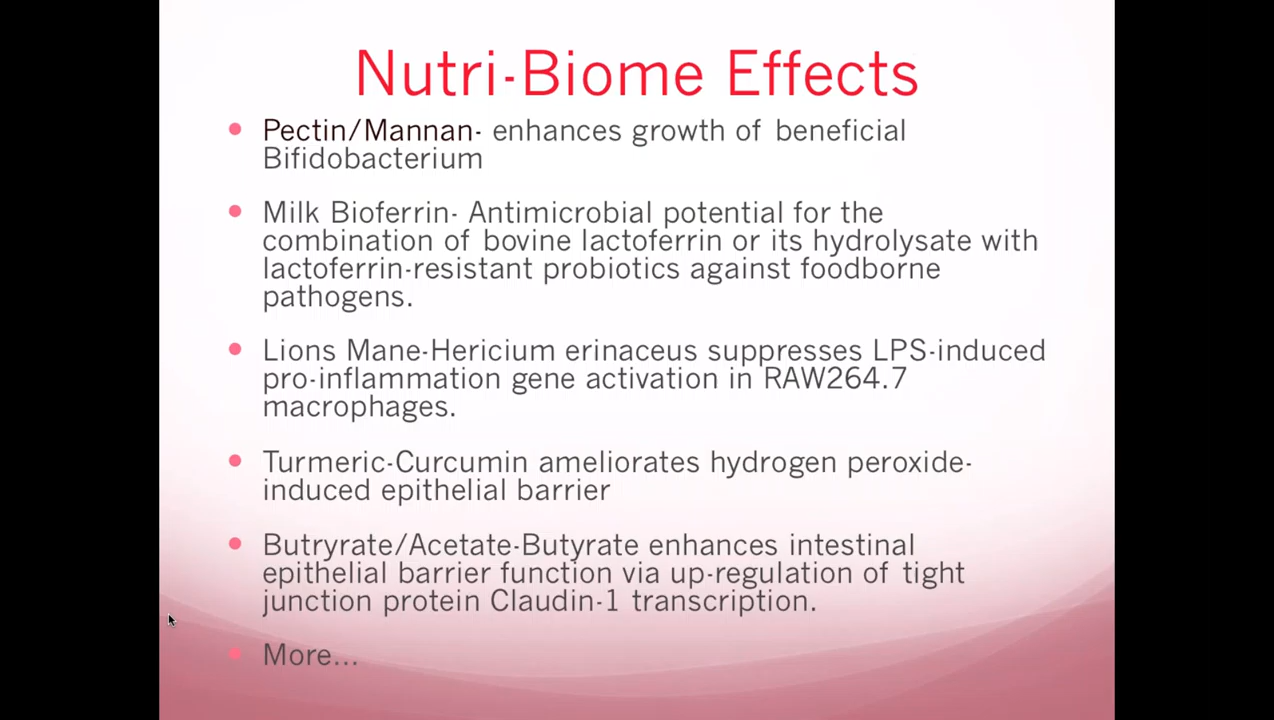 Nutri-Biome Effects
• Pectin/Mannan- enhances growth of beneficial
Bifidobacterium
• Milk Bioferrin- Antimicrobial potential for the
combination of bovine lactoferrin or its hydrolysate with
lactoferrin-resistant probiotics against foodborne
pathogens.
• Lions Mane-Hericium erinaceus suppresses LPS-induced
pro-inflammation gene activation in RAW264.7
macrophages.
• Turmeric-Curcumin ameliorates hydrogen peroxide-
induced epithelial barrier
• Butryrate/Acetate-Butyrate enhances intestinal
epithelial barrier function via up-regulation of tight
junction protein Claudin-1 transcription.
• More...